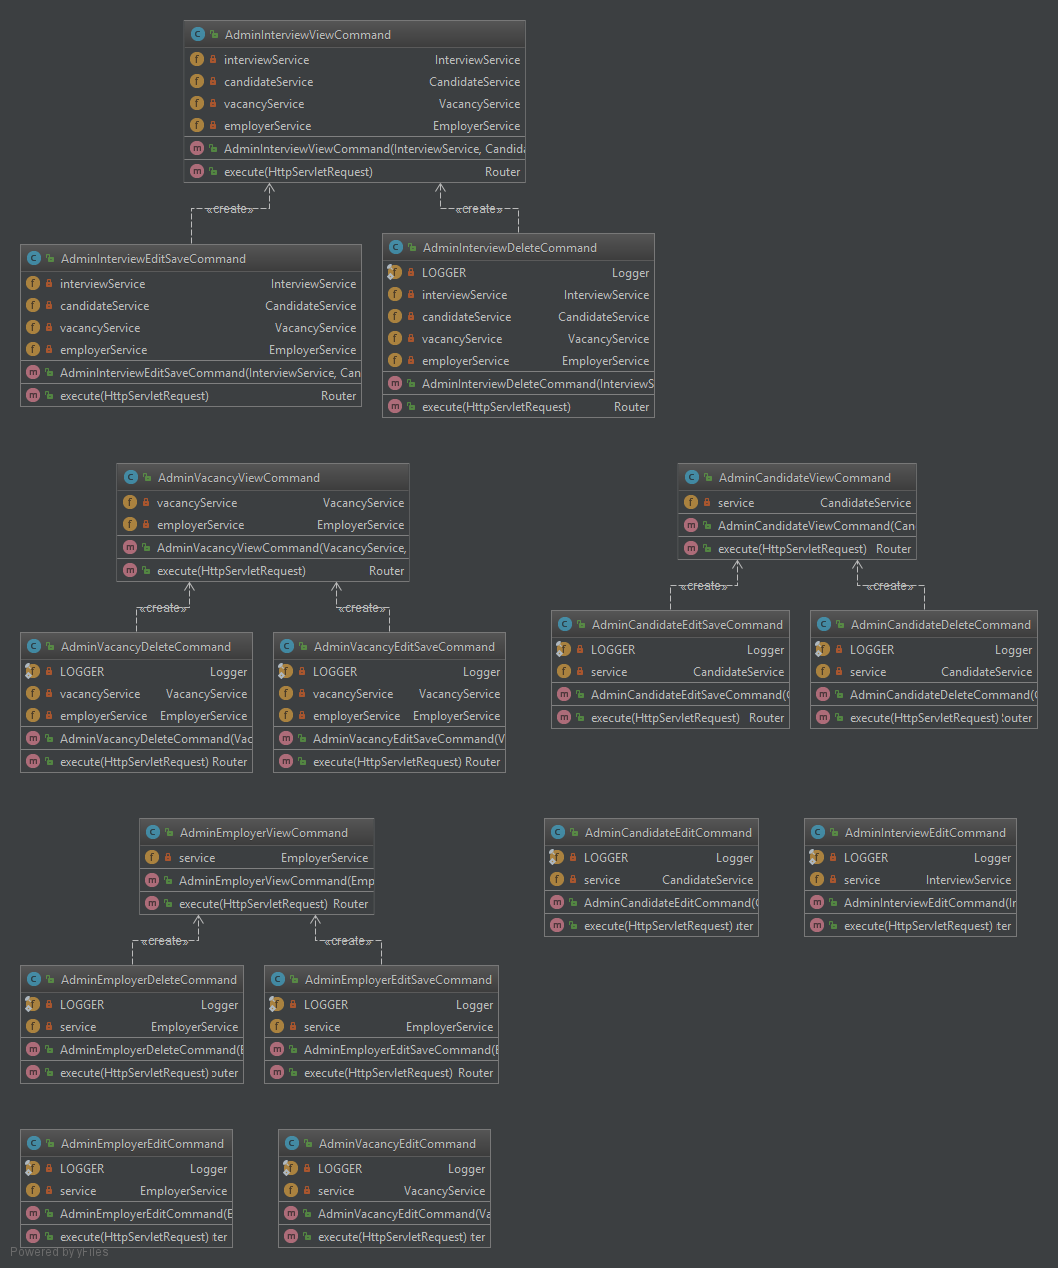 AdminInterviewViewCommand
interviewService InterviewService
candidateService CandidateService
vacancyService VacancyService
employerService EmployerService
AdminInterviewViewCommand(InterviewService, Candida
execute(HttpServletRequest) Router
«create»
«create»
AdminInterviewEditSaveCommand
interviewService InterviewService
candidateService CandidateService
vacancyService VacancyService
employerService EmployerService
AdminInterviewEditSaveCommand(InterviewService, Can
execute(HttpServletRequest) Router
AdminInterviewDeleteCommand
LOGGER Logger
interviewService InterviewService
candidateService CandidateService
vacancyService VacancyService
employerService EmployerService
AdminInterviewDeleteCommand(InterviewS
execute(HttpServletRequest) Router
AdminVacancyViewCommand
vacancyService VacancyService
employerService EmployerService
AdminVacancyViewCommand(VacancyService,
execute(HttpServletRequest) Router
«create»
«create»
AdminVacancyDeleteCommand
LOGGER Logger
vacancyService VacancyService
employerService EmployerService
AdminVacancyDeleteCommand(Vac
execute(HttpServletRequest) Router
AdminVacancyEditSaveCommand
LOGGER Logger
vacancyService VacancyService
employerService EmployerService
AdminVacancyEditSaveCommand(V
execute(HttpServletRequest) Router
AdminCandidateViewCommand
service CandidateService
AdminCandidateViewCommand(Can
execute(HttpServletRequest) Router
«create»
«create»
AdminCandidateEditSaveCommand
LOGGER Logger
service CandidateService
AdminCandidateEditSaveCommand(C
execute(HttpServletRequest) Router
AdminCandidateDeleteCommand
LOGGER Logger
service CandidateService
AdminCandidateDeleteCommand(C
execute(HttpServletRequest) outer
AdminEmployerViewCommand
service EmployerService
AdminEmployerViewCommand(Emp
execute(HttpServletRequest) Router
«create»
«create»
AdminEmployerDeleteCommand
LOGGER Logger
service EmployerService
AdminEmployerDeleteCommand(E
execute(HttpServletRequest) outer
AdminEmployerEditSaveCommand
LOGGER Logger
service EmployerService
AdminEmployerEditSaveCommand(E
execute(HttpServletRequest) Router
AdminCandidateEditCommand
LOGGER Logger
service CandidateService
AdminCandidateEditCommand(C
execute(HttpServletRequest) ter
AdminInterviewEditCommand
LOGGER Logger
service InterviewService
AdminInterviewEditCommand(In
execute(HttpServletRequest) ter
AdminEmployerEditCommand
LOGGER Logger
service EmployerService
AdminEmployerEditCommand(E
execute(HttpServletRequest) ter
AdminVacancyEditCommand
LOGGER Logger
service VacancyService
AdminVacancyEditCommand(Va
execute(HttpServletRequest) ter
Powered by yFiles